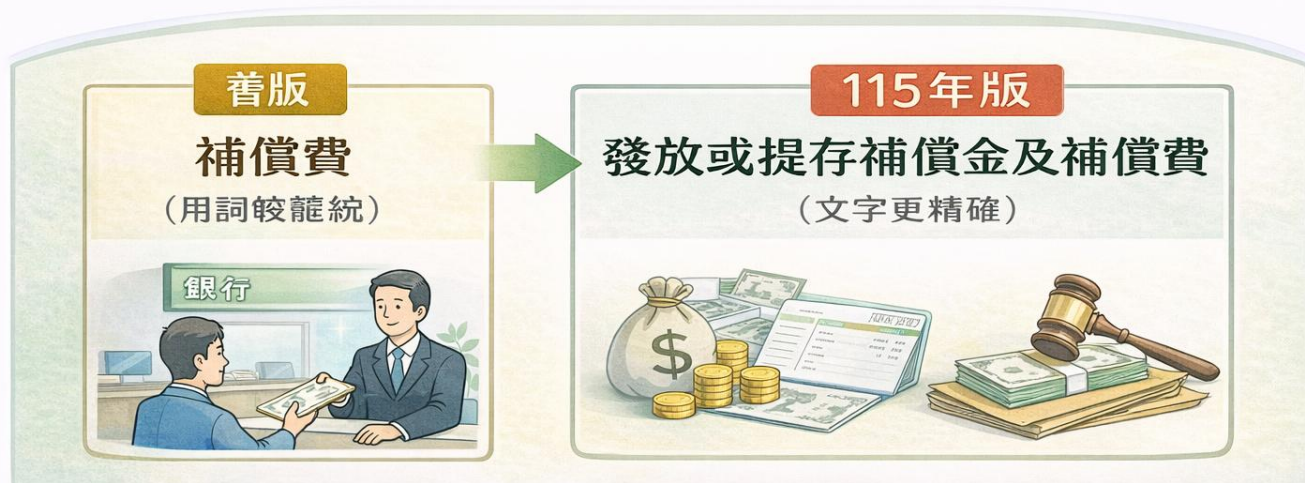 舊版
補償費
（用詞較籠統）
銀行
115年版
發放或提存補償金及補償費
（文字更精確）